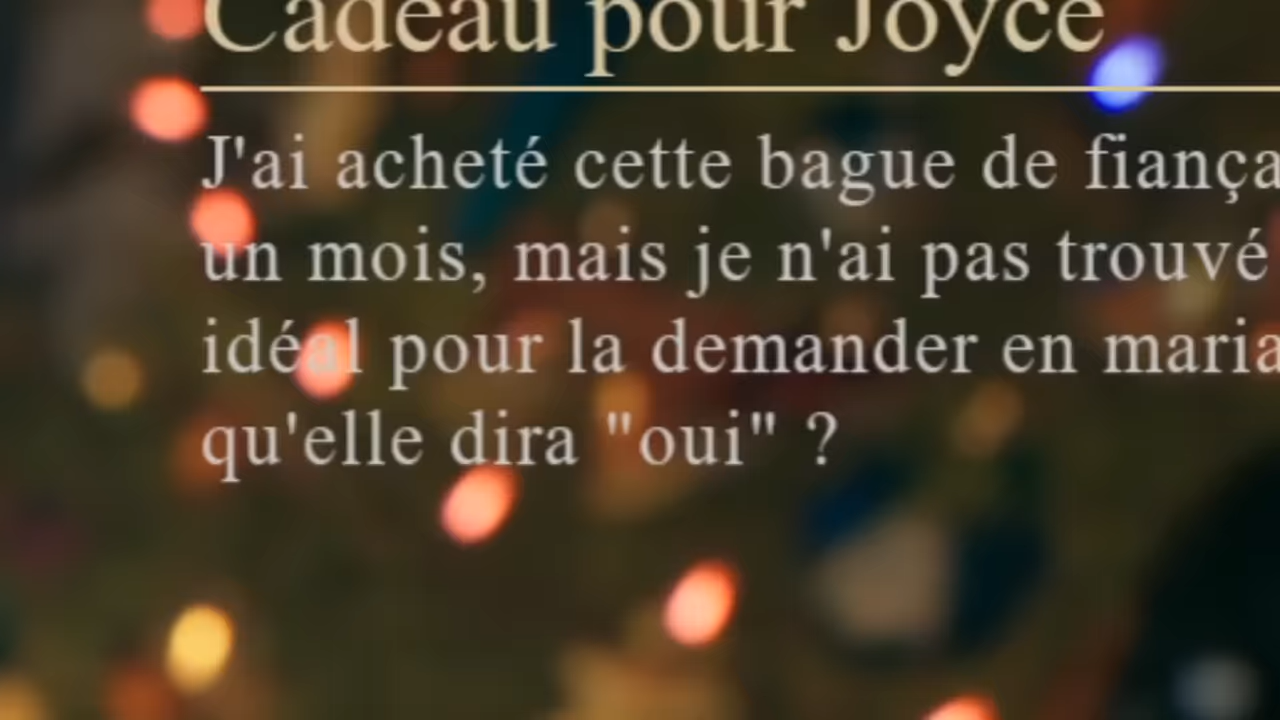 Cadeau pour Joyce
J'ai acheté cette bague de fiança
un mois, mais je n'ai pas trouvé
idéal pour la demander en maria
qu'elle dira "oui" ?